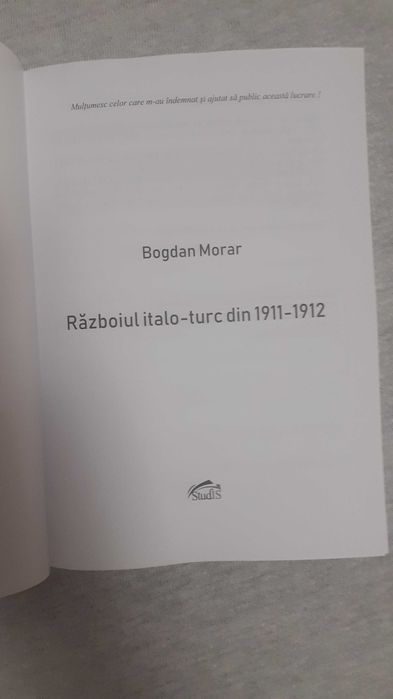 Mulțumesc celor care m-au îndemnat și ajutat să public această lucrare !
Bogdan Morar
Războiul italo-turc din 1911-1912
StudIS